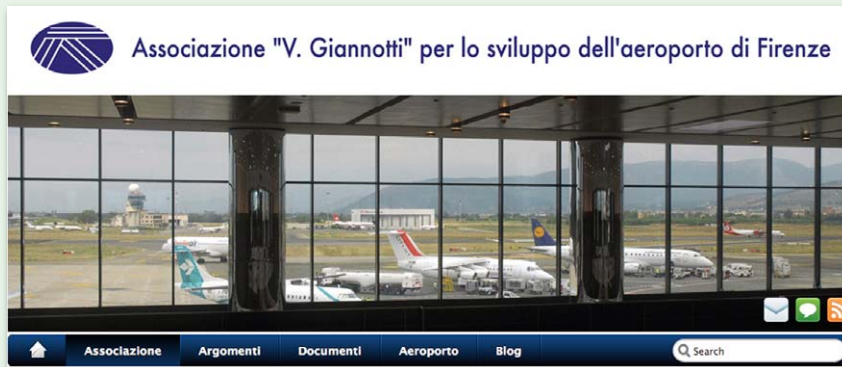 Associazione "V. Giannotti" per lo sviluppo dell'aeroporto di Firenze
Associazione Argomenti Documenti Aeroporto Blog Search